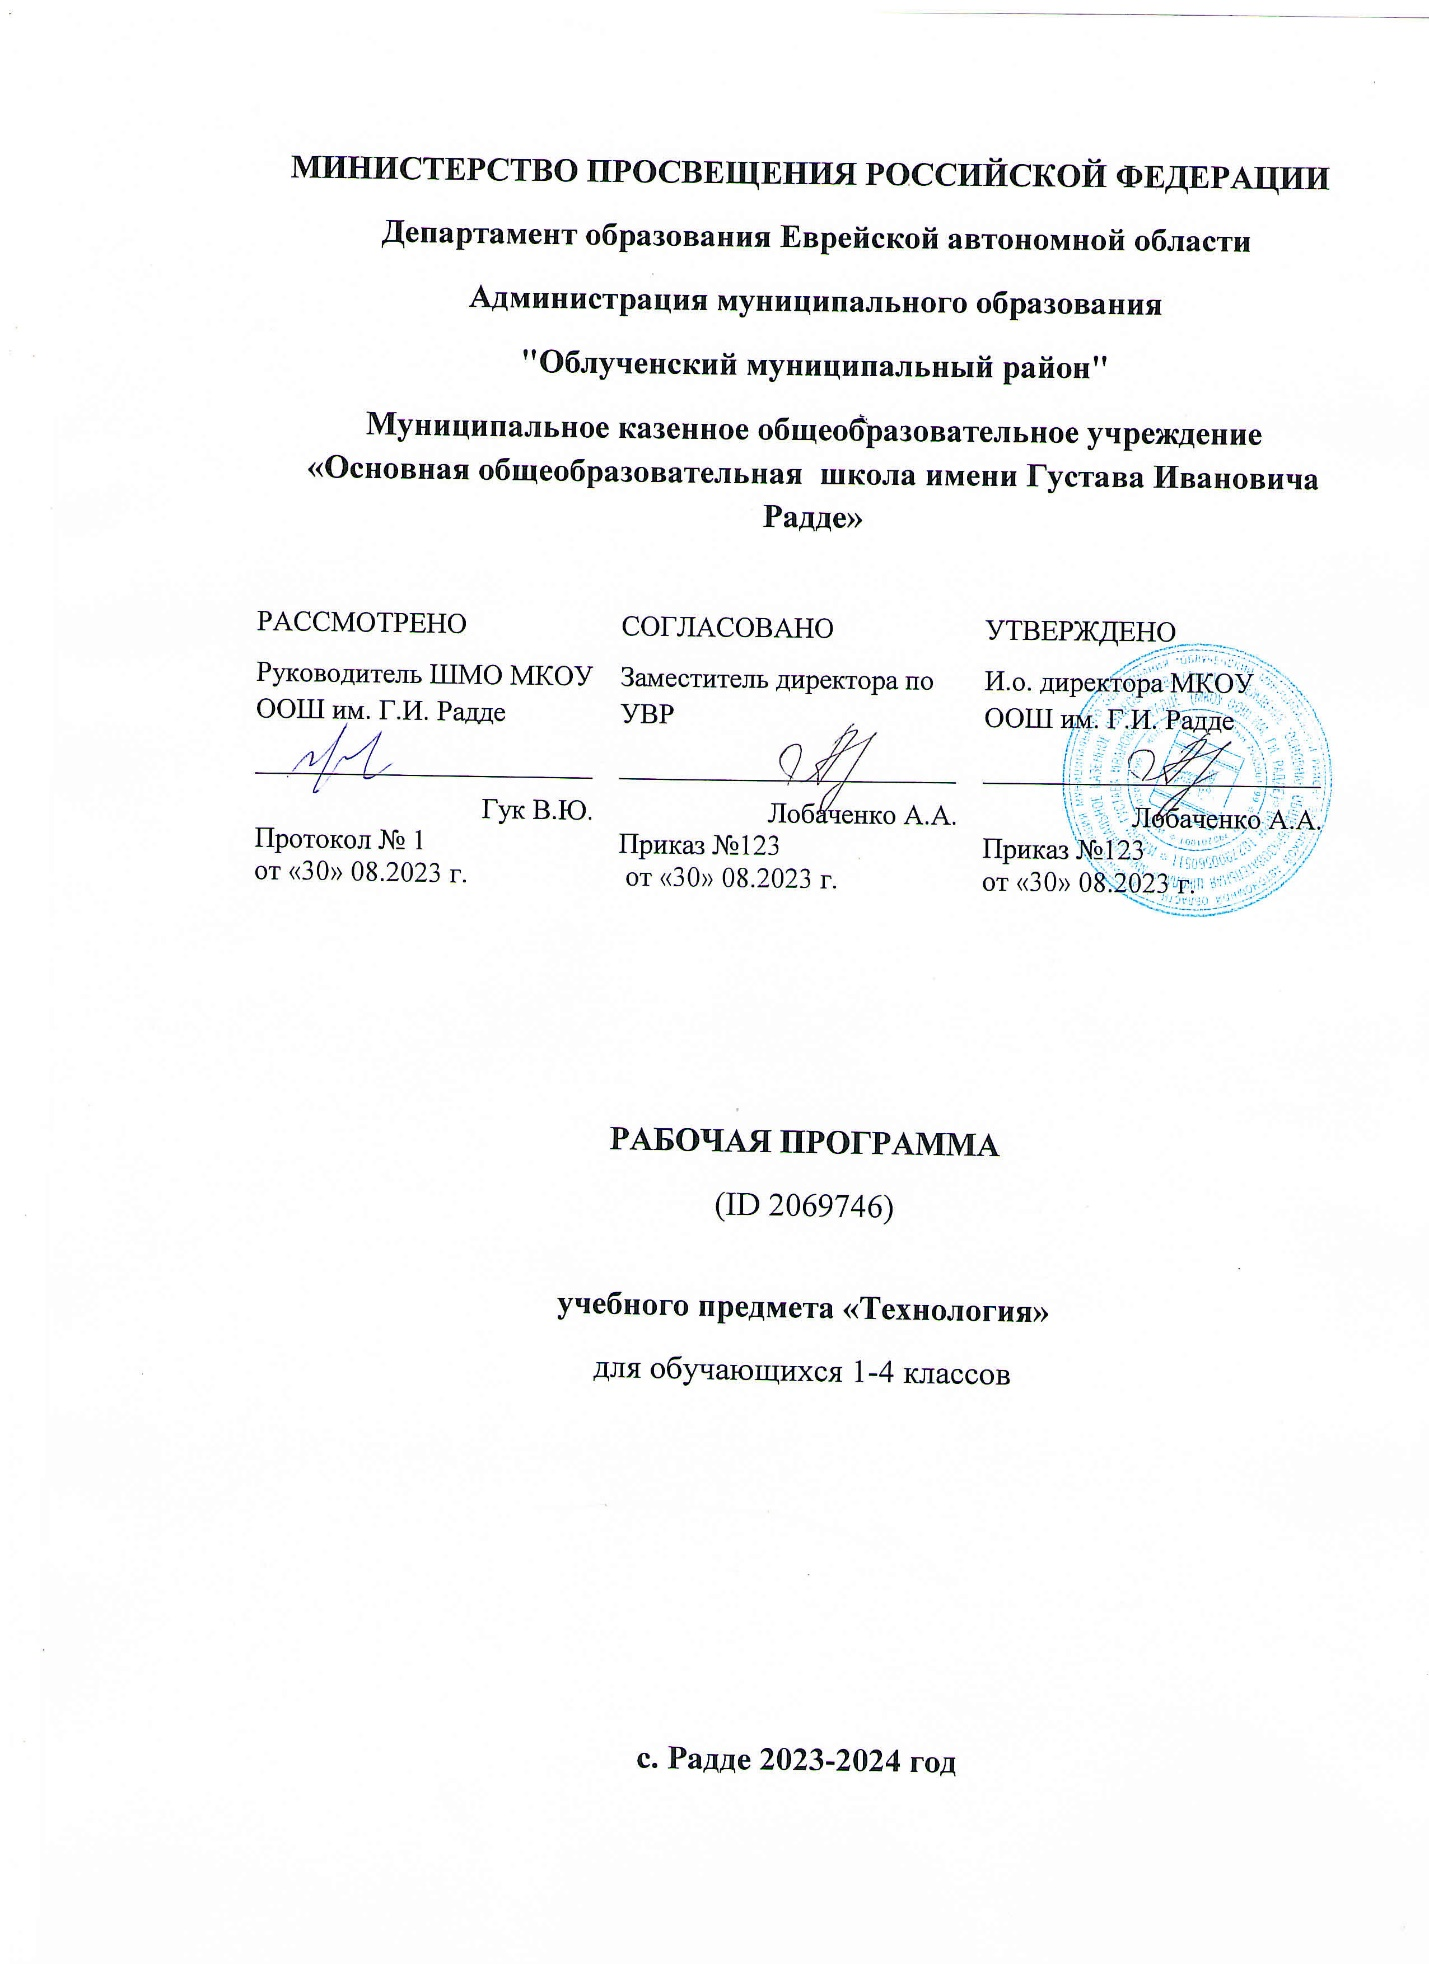 МИНИСТЕРСТВО ПРОСВЕЩЕНИЯ РОССИЙСКОЙ ФЕДЕРАЦИИ
Департамент образования Еврейской автономной области
Администрация муниципального образования
"Облученский муниципальный район"
Муниципальное казенное общеобразовательное учреждение
«Основная общеобразовательная школа имени Густава Ивановича
Радде»
РАССМОТРЕНО
Руководитель ШМО МКОУ
ООШ им. Г.И. Радде
Гук В.Ю.
Протокол № 1
от «30» 08.2023 г.
СОГЛАСОВАНО
Заместитель директора по
УВР
Лобаченко А.А.
Приказ №123
от «30» 08.2023 г.
УТВЕРЖДЕНО
И.о. директора МКОУ
ООШ им. Г.И. Радде
Лобаченко А.А.
Приказ №123
от «30» 08.2023 г.
РАБОЧАЯ ПРОГРАММА
(ID 2069746)
учебного предмета «Технология»
для обучающихся 1-4 классов
с. Радде 2023-2024 год